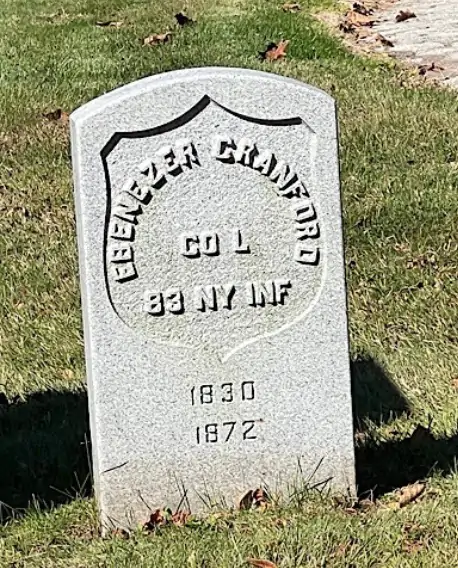 EBENEZER CRANFORD
CO L
83 NY INF
1830
1872